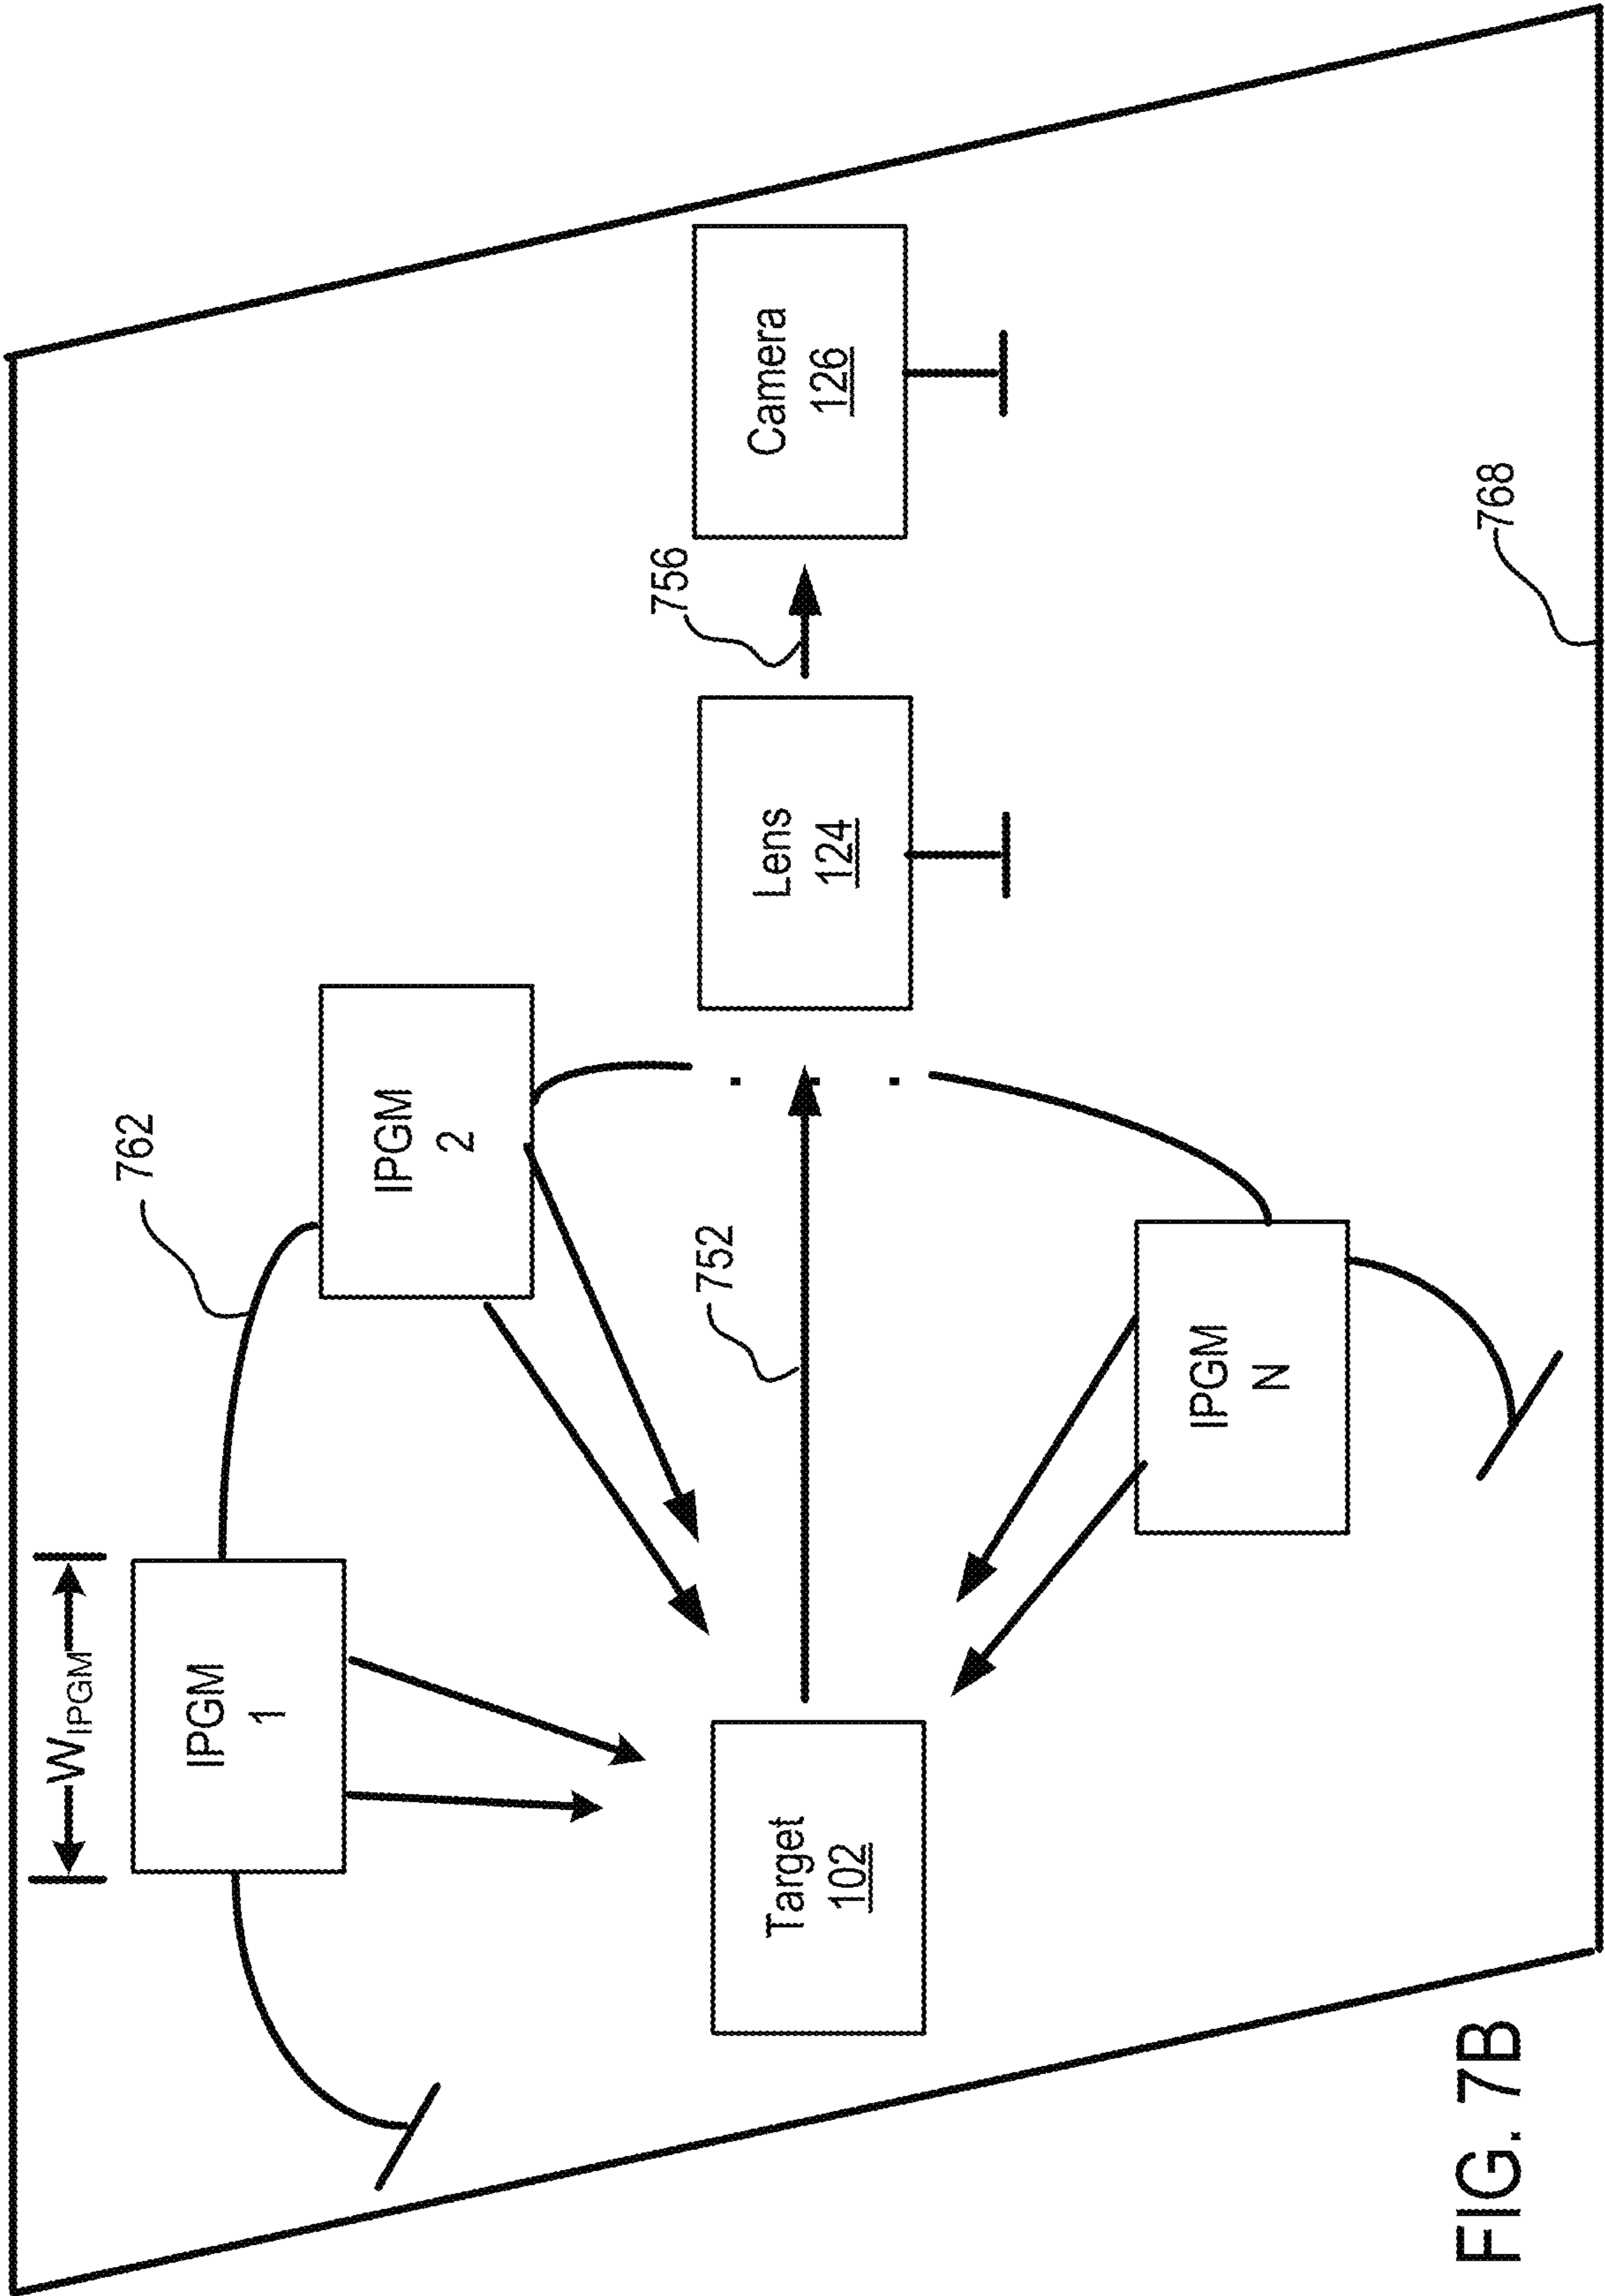 W_IPGM
IPGM
1
762
IPGM
2
752
Target
102
Lens
124
756
Camera
126
IPGM
N
768
FIG. 7B